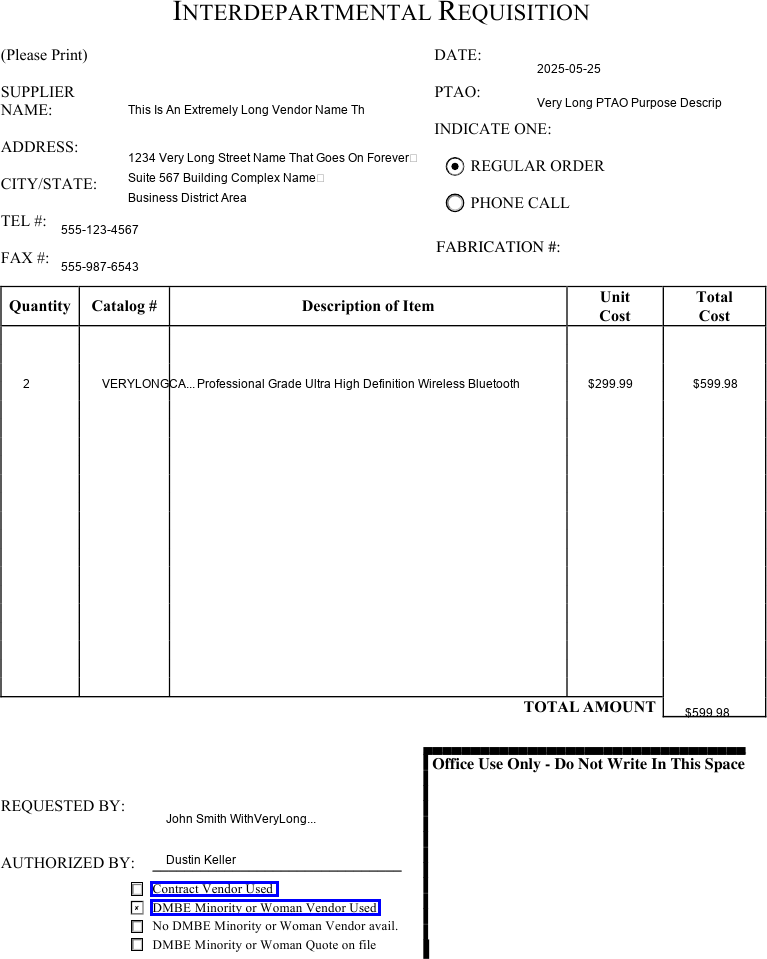 INTERDEPARTMENTAL REQUISITION
(Please Print)
DATE:
2025-05-25
SUPPLIER NAME:
This Is An Extremely Long Vendor Name Th
PTAO:
Very Long PTAO Purpose Descrip
INDICATE ONE:
ADDRESS:
1234 Very Long Street Name That Goes On Forever
REGULAR ORDER
CITY/STATE:
Suite 567 Building Complex Name
Business District Area
PHONE CALL
TEL #:
555-123-4567
FABRICATION #:
FAX #:
555-987-6543
Quantity Catalog # Description of Item Unit Cost Total Cost
2 VERYLONGCA... Professional Grade Ultra High Definition Wireless Bluetooth $299.99 $599.98
TOTAL AMOUNT $599.98
Office Use Only - Do Not Write In This Space
REQUESTED BY:
John Smith WithVeryLong...
AUTHORIZED BY: Dustin Keller
Contract Vendor Used
DMBE Minority or Woman Vendor Used
No DMBE Minority or Woman Vendor avail.
DMBE Minority or Woman Quote on file